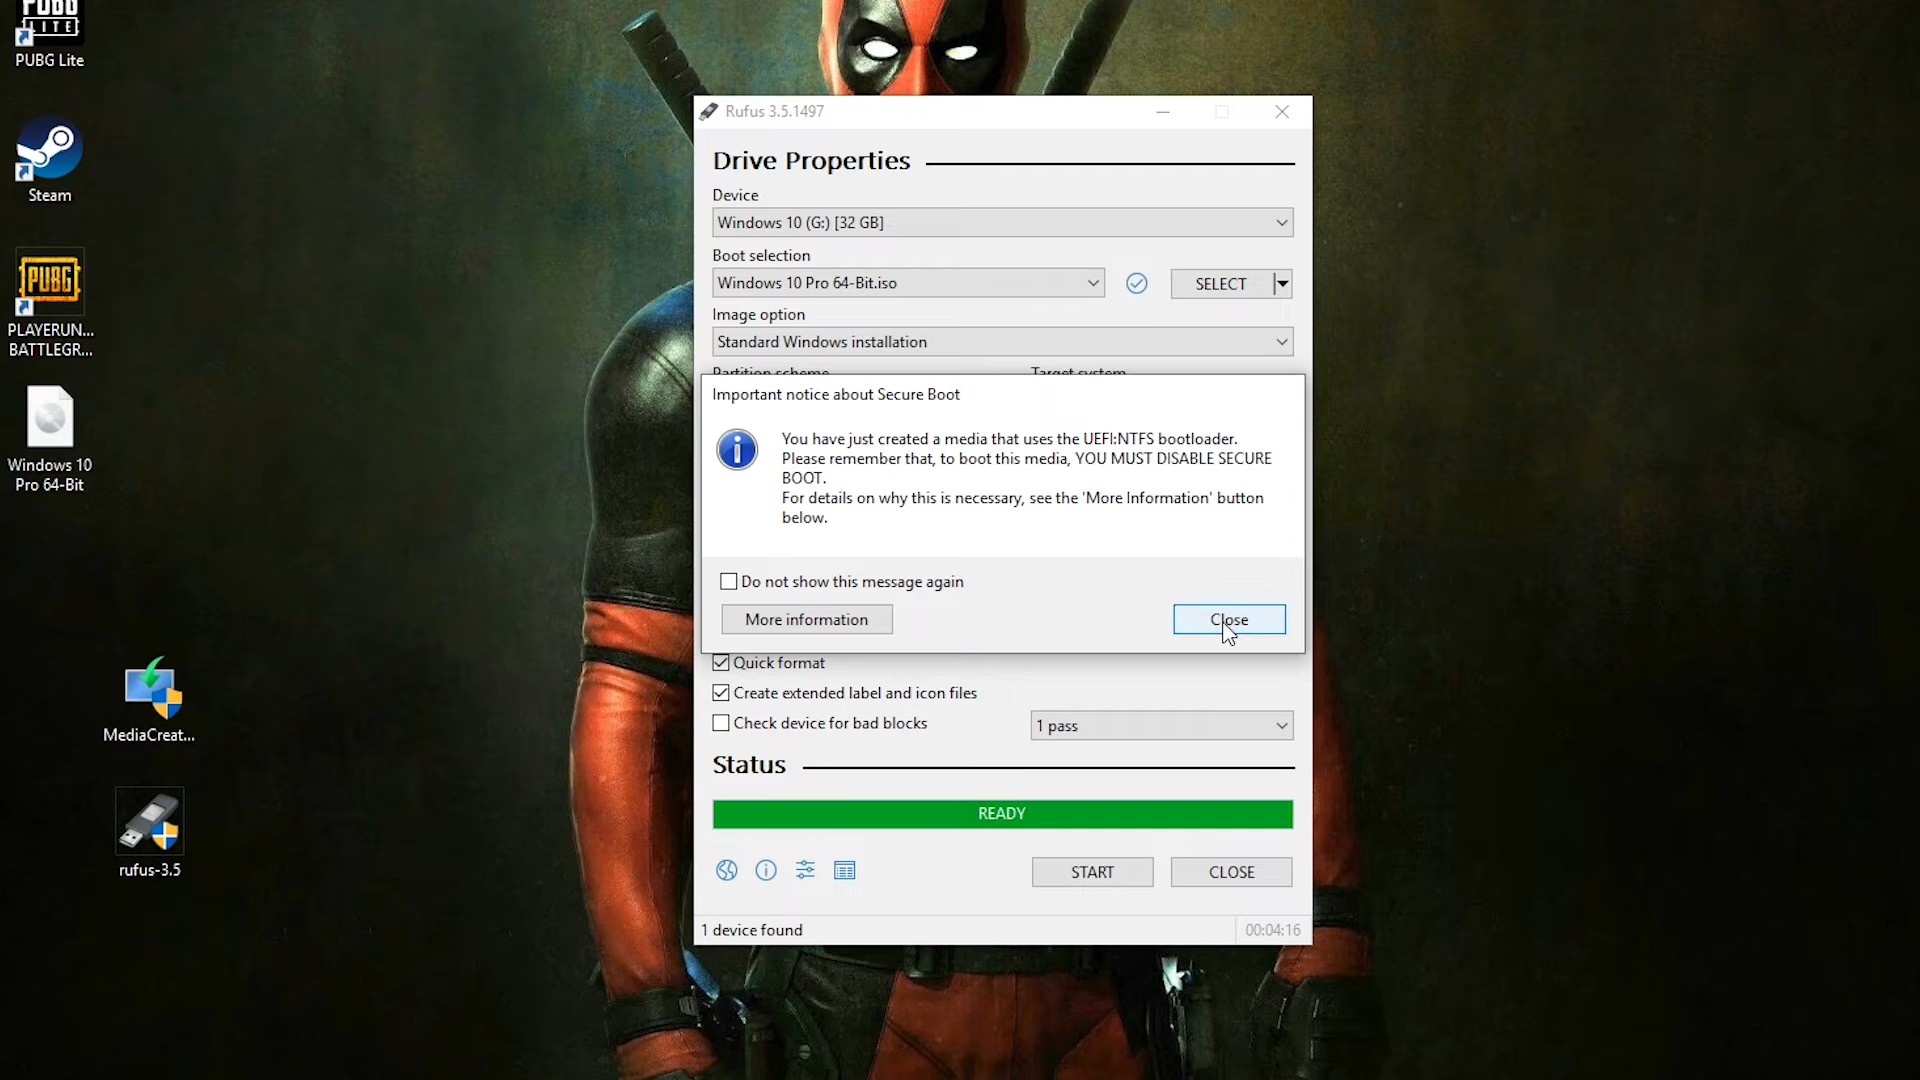 PUBG
LITE
PUBG Lite
Steam
PUBG
PLAYERUN...
BATTLEGR...
Windows 10
Pro 64-Bit
MediaCreat...
rufus-3.5
Rufus 3.5.1497
Drive Properties
Device
Windows 10 (G:) [32 GB]
Boot selection
Windows 10 Pro 64-Bit.iso
SELECT
Image option
Standard Windows installation
Partition scheme
Target system
Important notice about Secure Boot
You have just created a media that uses the UEFI:NTFS bootloader.
Please remember that, to boot this media, YOU MUST DISABLE SECURE
BOOT.
For details on why this is necessary, see the 'More Information' button
below.
Do not show this message again
More information
Close
Quick format
Create extended label and icon files
Check device for bad blocks
1 pass
Status
READY
START
CLOSE
1 device found
00:04:16